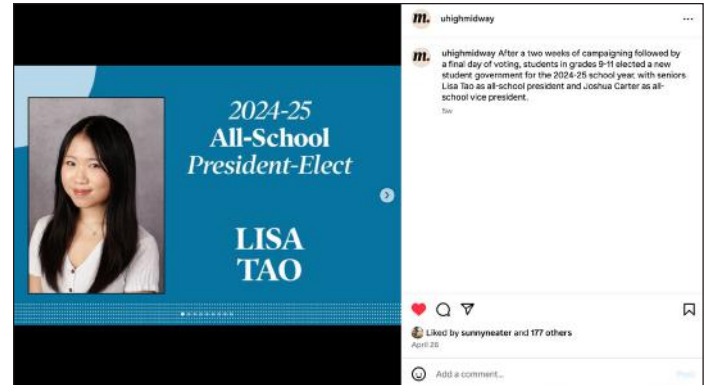 2024-25
All-School
President-Elect
LISA
TAO
m. uhighmidway
m. uhighmidway After a two weeks of campaigning followed by
a final day of voting, students in grades 9-11 elected a new
student government for the 2024-25 school year, with seniors
Lisa Tao as all-school president and Joshua Carter as all-
school vice president.
5w
Liked by sunnyneater and 177 others
April 28
Add a comment...
Post